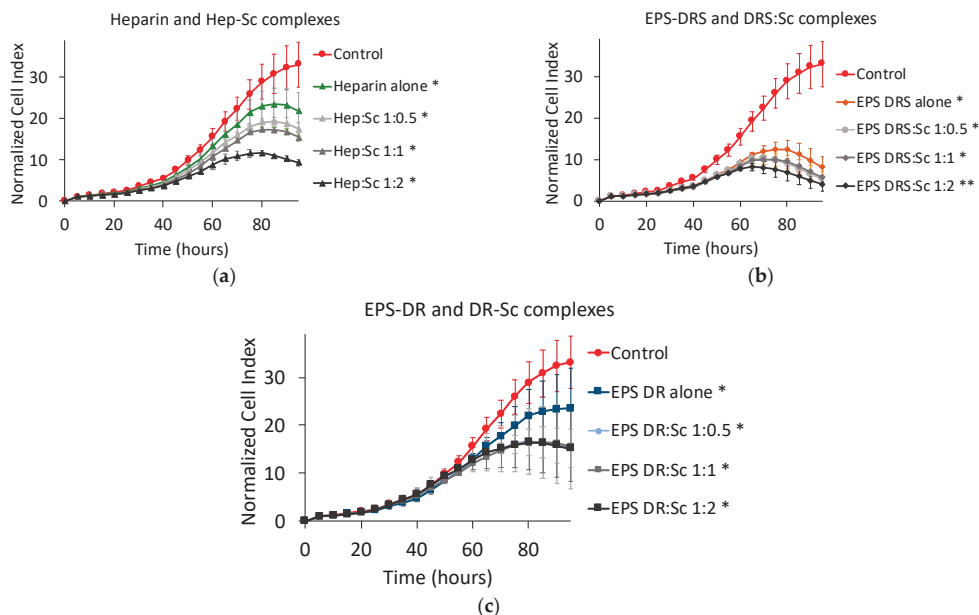 Heparin and Hep-Sc complexes
Normalized Cell Index
30
20
10
0
0 20 40 60 80
Time (hours)
Control
Heparin alone *
Hep:Sc 1:0.5 *
Hep:Sc 1:1 *
Hep:Sc 1:2 *
(a)
EPS-DRS and DRS:Sc complexes
Normalized Cell Index
30
20
10
0
0 20 40 60 80
Time (hours)
Control
EPS DRS alone *
EPS DRS:Sc 1:0.5 *
EPS DRS:Sc 1:1 *
EPS DRS:Sc 1:2 **
(b)
EPS-DR and DR-Sc complexes
Normalized Cell Index
30
20
10
0
0 20 40 60 80
Time (hours)
Control
EPS DR alone *
EPS DR:Sc 1:0.5 *
EPS DR:Sc 1:1 *
EPS DR:Sc 1:2 *
(c)